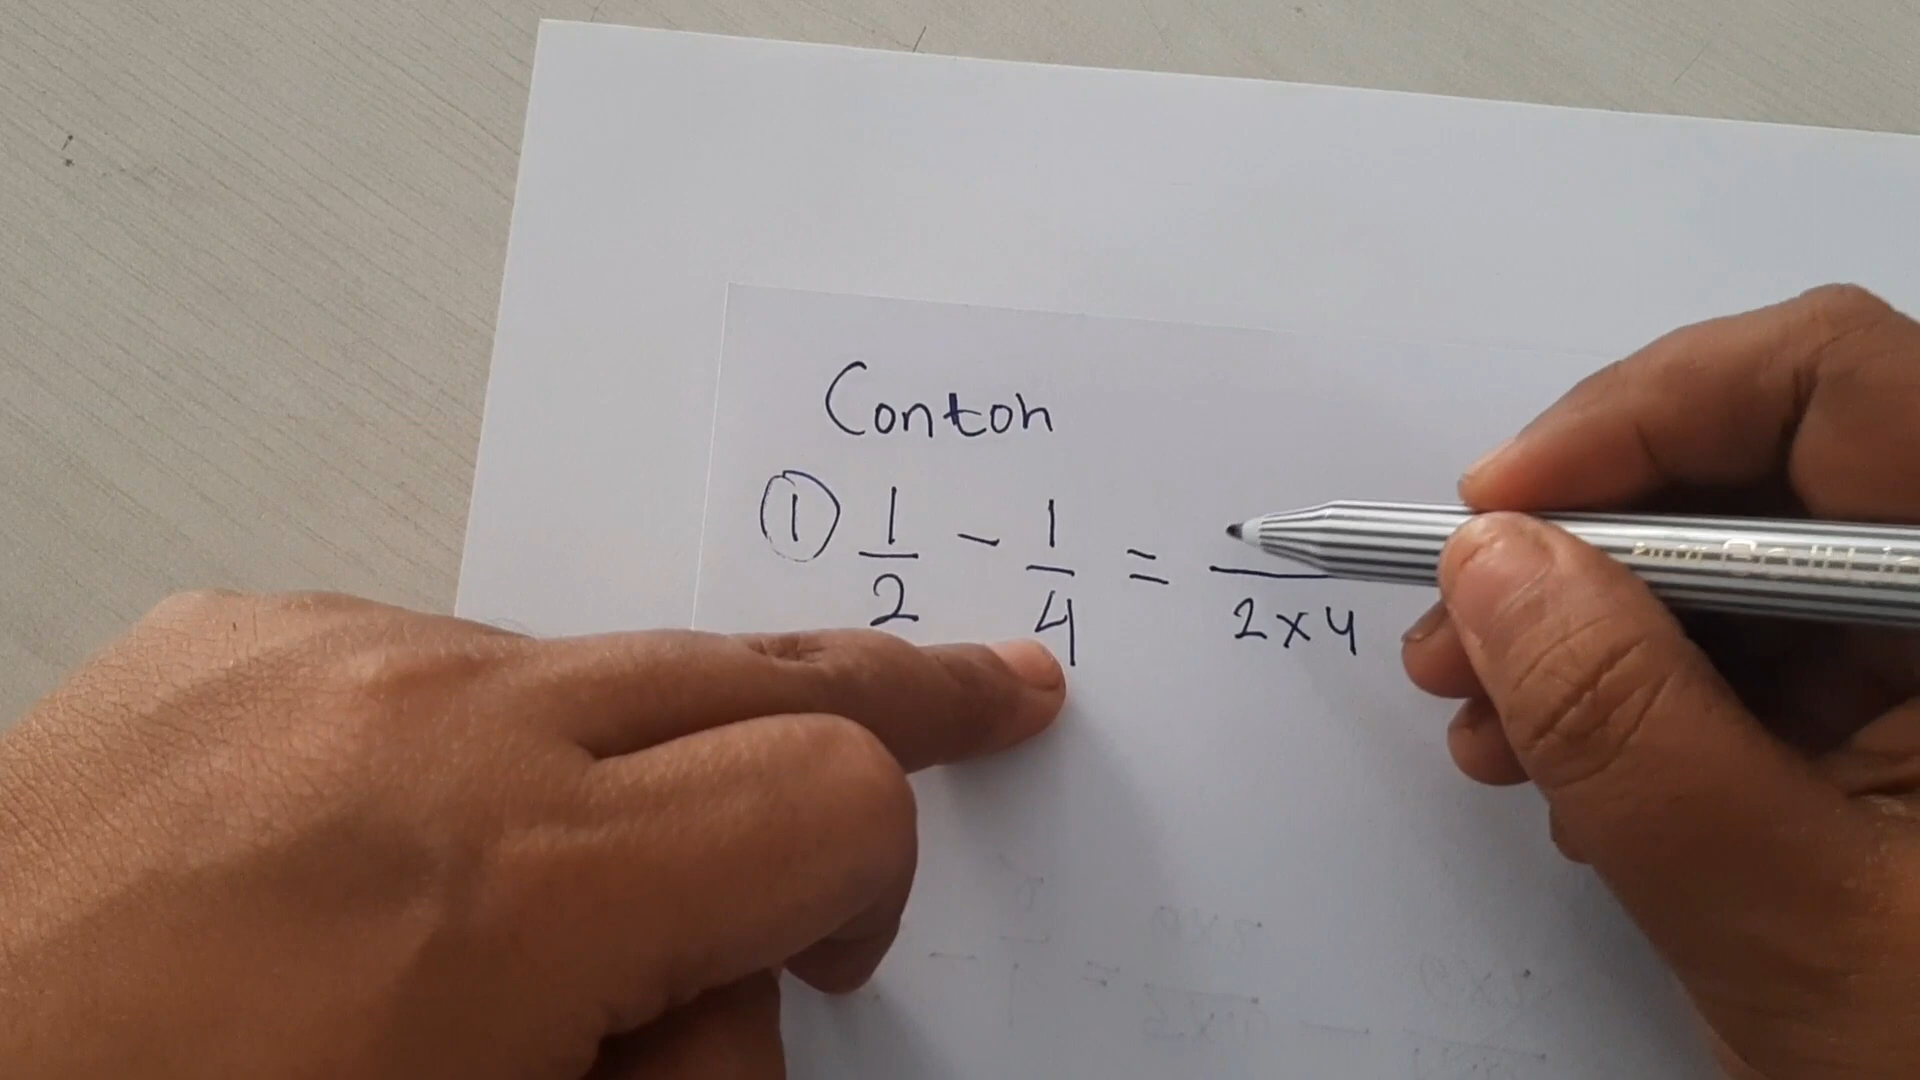 Contoh
① 1/2 - 1/4 = /2x4